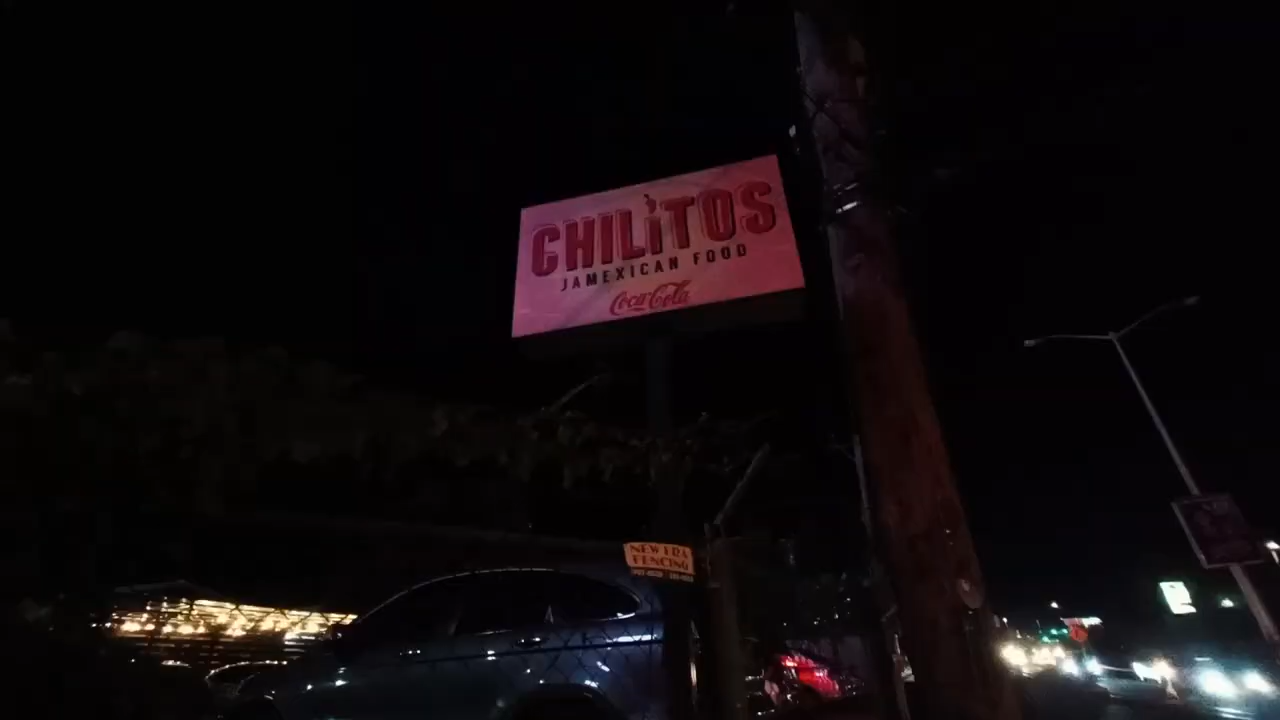 CHILiTOS
JAMEXICAN FOOD
Coca-Cola
NEW ERA
FENCING